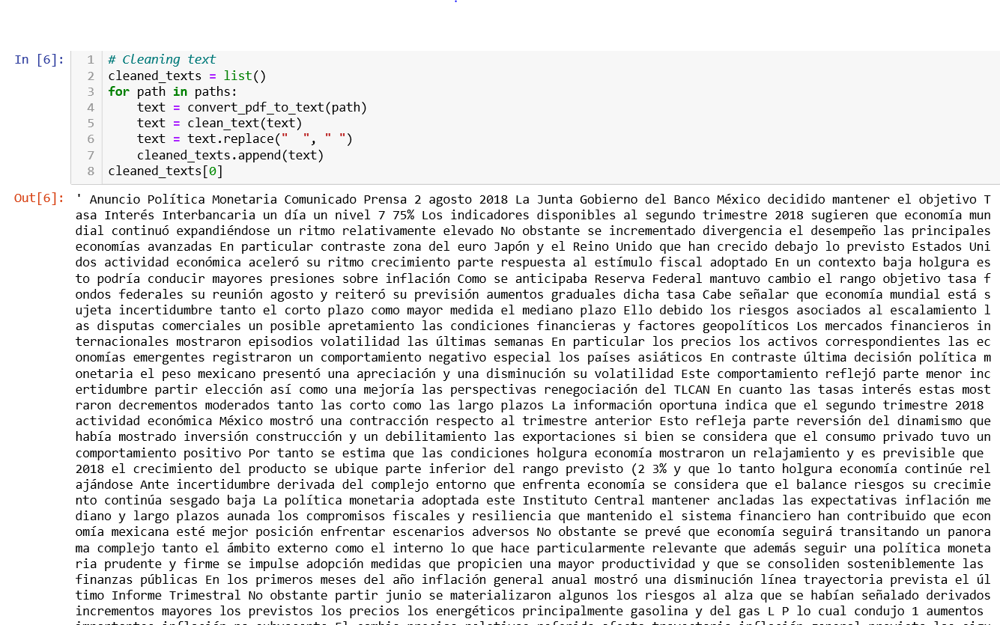 In [6]:
1 # Cleaning text
2 cleaned_texts = list()
3 for path in paths:
4     text = convert_pdf_to_text(path)
5     text = clean_text(text)
6     text = text.replace("  ", " ")
7     cleaned_texts.append(text)
8 cleaned_texts[0]
Out[6]: ' Anuncio Política Monetaria Comunicado Prensa 2 agosto 2018 La Junta Gobierno del Banco México decidido mantener el objetivo T
asa Interés Interbancaria un día un nivel 7 75% Los indicadores disponibles al segundo trimestre 2018 sugieren que economía mun
dial continuó expandiéndose un ritmo relativamente elevado No obstante se incrementado divergencia el desempeño las principales
economías avanzadas En particular contraste zona del euro Japón y el Reino Unido que han crecido debajo lo previsto Estados Uni
dos actividad económica aceleró su ritmo crecimiento parte respuesta al estímulo fiscal adoptado En un contexto baja holgura es
to podría conducir mayores presiones sobre inflación Como se anticipaba Reserva Federal mantuvo cambio el rango objetivo tasa f
ondos federales su reunión agosto y reiteró su previsión aumentos graduales dicha tasa Cabe señalar que economía mundial está s
ujeta incertidumbre tanto el corto plazo como mayor medida el mediano plazo Ello debido los riesgos asociados al escalamiento l
as disputas comerciales un posible apretamiento las condiciones financieras y factores geopolíticos Los mercados financieros in
ternacionales mostraron episodios volatilidad las últimas semanas En particular los precios los activos correspondientes las ec
onomías emergentes registraron un comportamiento negativo especial los países asiáticos En contraste última decisión política m
onetaria el peso mexicano presentó una apreciación y una disminución su volatilidad Este comportamiento reflejó parte menor inc
ertidumbre partir elección así como una mejoría las perspectivas renegociación del TLCAN En cuanto las tasas interés estas most
raron decrementos moderados tanto las corto como las largo plazos La información oportuna indica que el segundo trimestre 2018
actividad económica México mostró una contracción respecto al trimestre anterior Esto refleja parte reversión del dinamismo que
había mostrado inversión construcción y un debilitamiento las exportaciones si bien se considera que el consumo privado tuvo un
comportamiento positivo Por tanto se estima que las condiciones holgura economía mostraron un relajamiento y es previsible que
2018 el crecimiento del producto se ubique parte inferior del rango previsto (2 3% y que lo tanto holgura economía continúe rel
ajándose Ante incertidumbre derivada del complejo entorno que enfrenta economía se considera que el balance riesgos su crecimie
nto continúa sesgado baja La política monetaria adoptada este Instituto Central mantener ancladas las expectativas inflación me
diano y largo plazos aunada los compromisos fiscales y resiliencia que mantenido el sistema financiero han contribuido que econ
omía mexicana esté mejor posición enfrentar escenarios adversos No obstante se prevé que economía seguirá transitando un panora
ma complejo tanto el ámbito externo como el interno lo que hace particularmente relevante que además seguir una política moneta
ria prudente y firme se impulse adopción medidas que propicien una mayor productividad y que se consoliden sosteniblemente las
finanzas públicas En los primeros meses del año inflación general anual mostró una disminución línea trayectoria prevista el úl
timo Informe Trimestral No obstante partir junio se materializaron algunos los riesgos al alza que se habían señalado derivados
incrementos mayores los previstos los precios los energéticos principalmente gasolina y del gas L P lo cual condujo 1 aumentos